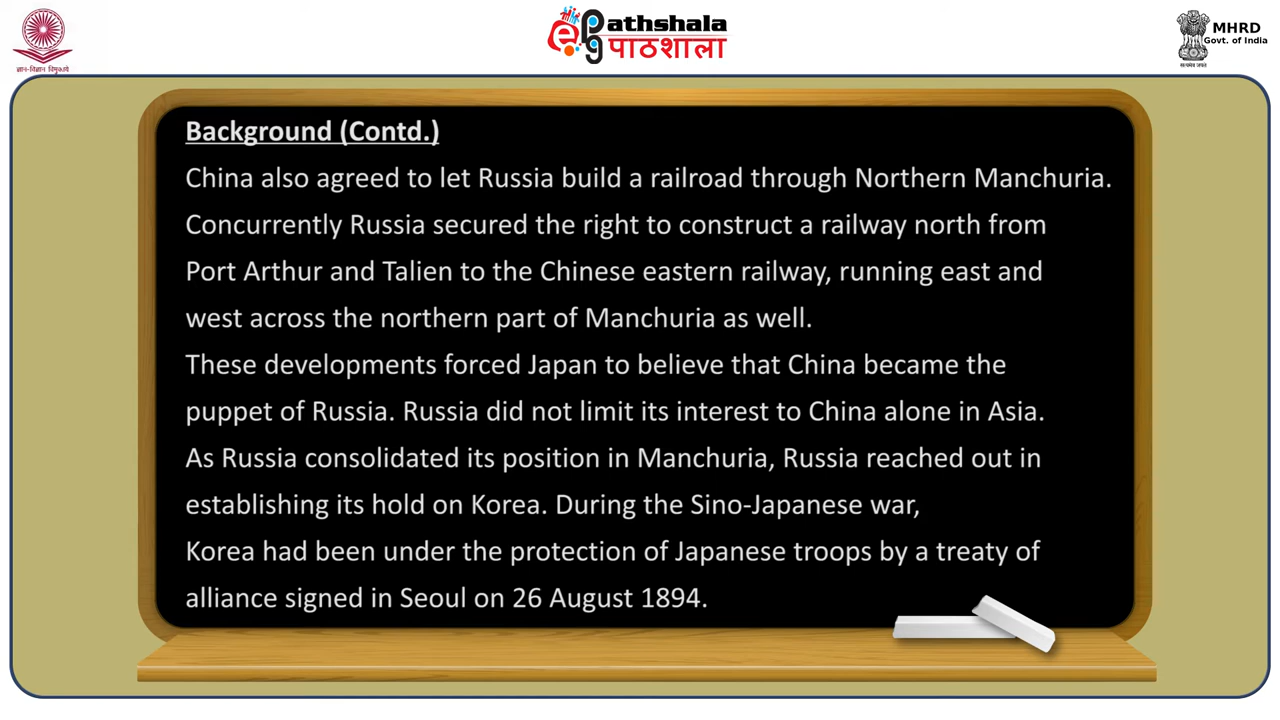 ज्ञान-विज्ञान विमुक्तये
ePathshala
पाठशाला
MHRD
Govt. of India
सत्यमेव जयते
Background (Contd.)
China also agreed to let Russia build a railroad through Northern Manchuria.
Concurrently Russia secured the right to construct a railway north from
Port Arthur and Talien to the Chinese eastern railway, running east and
west across the northern part of Manchuria as well.
These developments forced Japan to believe that China became the
puppet of Russia. Russia did not limit its interest to China alone in Asia.
As Russia consolidated its position in Manchuria, Russia reached out in
establishing its hold on Korea. During the Sino-Japanese war,
Korea had been under the protection of Japanese troops by a treaty of
alliance signed in Seoul on 26 August 1894.